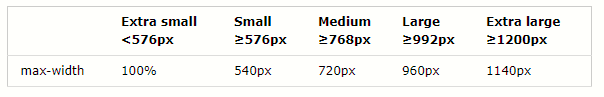 Extra small Small Medium Large Extra large
<576px ≥576px ≥768px ≥992px ≥1200px
max-width 100% 540px 720px 960px 1140px